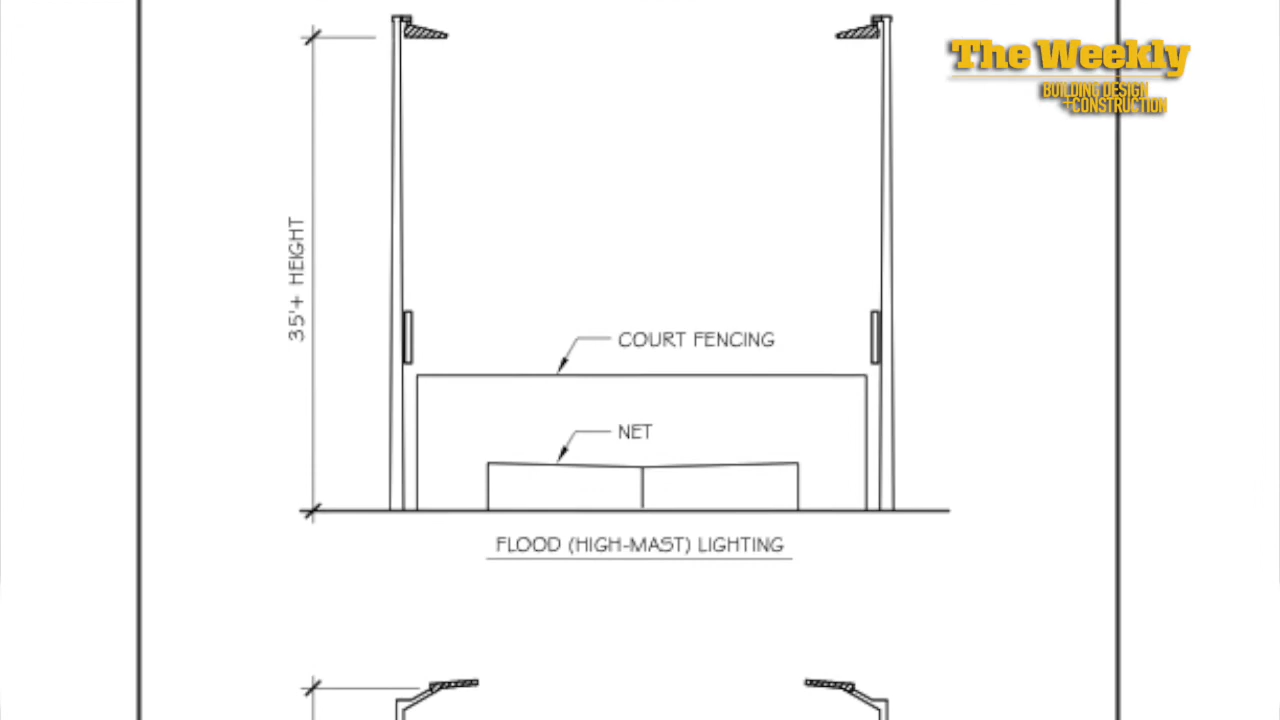 The Weekly
BUILDING DESIGN
+CONSTRUCTION
35'+ HEIGHT
COURT FENCING
NET
FLOOD (HIGH-MAST) LIGHTING